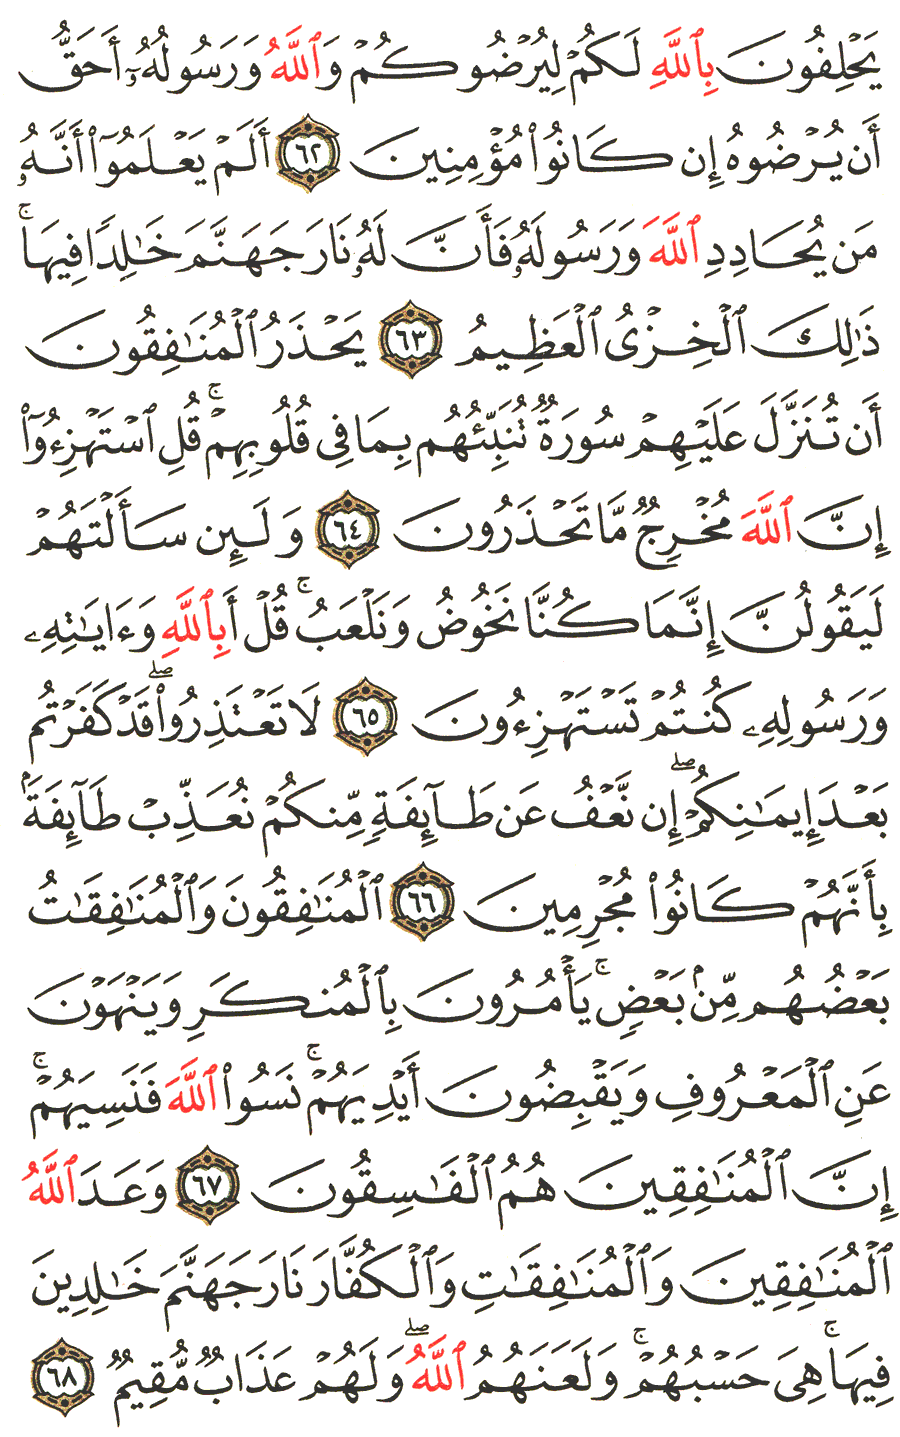 يَحۡلِفُونَ بِٱللَّهِ لَكُمۡ لِيُرۡضُوكُمۡ وَٱللَّهُ وَرَسُولُهُۥٓ أَحَقُّ
أَن يُرۡضُوهُ إِن كَانُواْ مُؤۡمِنِينَ ٦٢ أَلَمۡ يَعۡلَمُوٓاْ أَنَّهُۥ
مَن يُحَادِدِ ٱللَّهَ وَرَسُولَهُۥ فَأَنَّ لَهُۥ نَارَ جَهَنَّمَ خَٰلِدٗا فِيهَاۚ
ذَٰلِكَ ٱلۡخِزۡيُ ٱلۡعَظِيمُ ٦٣ يَحۡذَرُ ٱلۡمُنَٰفِقُونَ
أَن تُنَزَّلَ عَلَيۡهِمۡ سُورَةٞ تُنَبِّئُهُم بِمَا فِي قُلُوبِهِمۡۚ قُلِ ٱسۡتَهۡزِءُوٓاْ
إِنَّ ٱللَّهَ مُخۡرِجٞ مَّا تَحۡذَرُونَ ٦٤ وَلَئِن سَأَلۡتَهُمۡ
لَيَقُولُنَّ إِنَّمَا كُنَّا نَخُوضُ وَنَلۡعَبُۚ قُلۡ أَبِٱللَّهِ وَءَايَٰتِهِۦ
وَرَسُولِهِۦ كُنتُمۡ تَسۡتَهۡزِءُونَ ٦٥ لَا تَعۡتَذِرُواْ قَدۡ كَفَرۡتُم
بَعۡدَ إِيمَٰنِكُمۡۚ إِن نَّعۡفُ عَن طَآئِفَةٖ مِّنكُمۡ نُعَذِّبۡ طَآئِفَةَۢ
بِأَنَّهُمۡ كَانُواْ مُجۡرِمِينَ ٦٦ ٱلۡمُنَٰفِقُونَ وَٱلۡمُنَٰفِقَٰتُ
بَعۡضُهُم مِّنۢ بَعۡضٖۚ يَأۡمُرُونَ بِٱلۡمُنكَرِ وَيَنۡهَوۡنَ
عَنِ ٱلۡمَعۡرُوفِ وَيَقۡبِضُونَ أَيۡدِيَهُمۡۚ نَسُواْ ٱللَّهَ فَنَسِيَهُمۡۚ
إِنَّ ٱلۡمُنَٰفِقِينَ هُمُ ٱلۡفَٰسِقُونَ ٦٧ وَعَدَ ٱللَّهُ
ٱلۡمُنَٰفِقِينَ وَٱلۡمُنَٰفِقَٰتِ وَٱلۡكُفَّارَ نَارَ جَهَنَّمَ خَٰلِدِينَ
فِيهَاۚ هِيَ حَسۡبُهُمۡۚ وَلَعَنَهُمُ ٱللَّهُۖ وَلَهُمۡ عَذَابٞ مُّقِيمٞ ٦٨